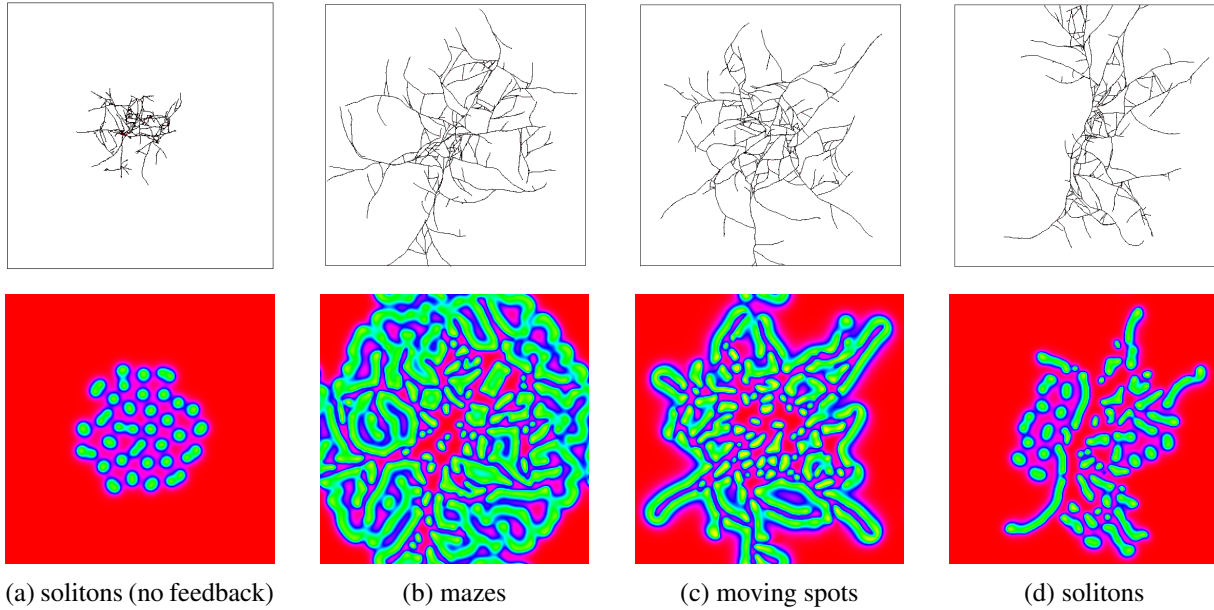 (a) solitons (no feedback)
(b) mazes
(c) moving spots
(d) solitons